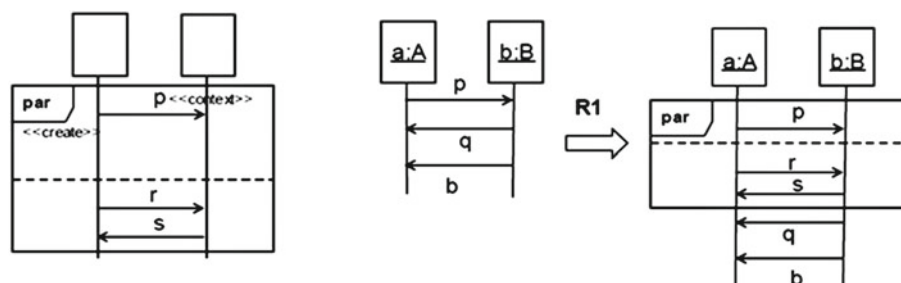 par
p <<context>>
<<create>>
r
s
a:A
b:B
p
q
b
R1
a:A
b:B
par
p
r
s
q
b